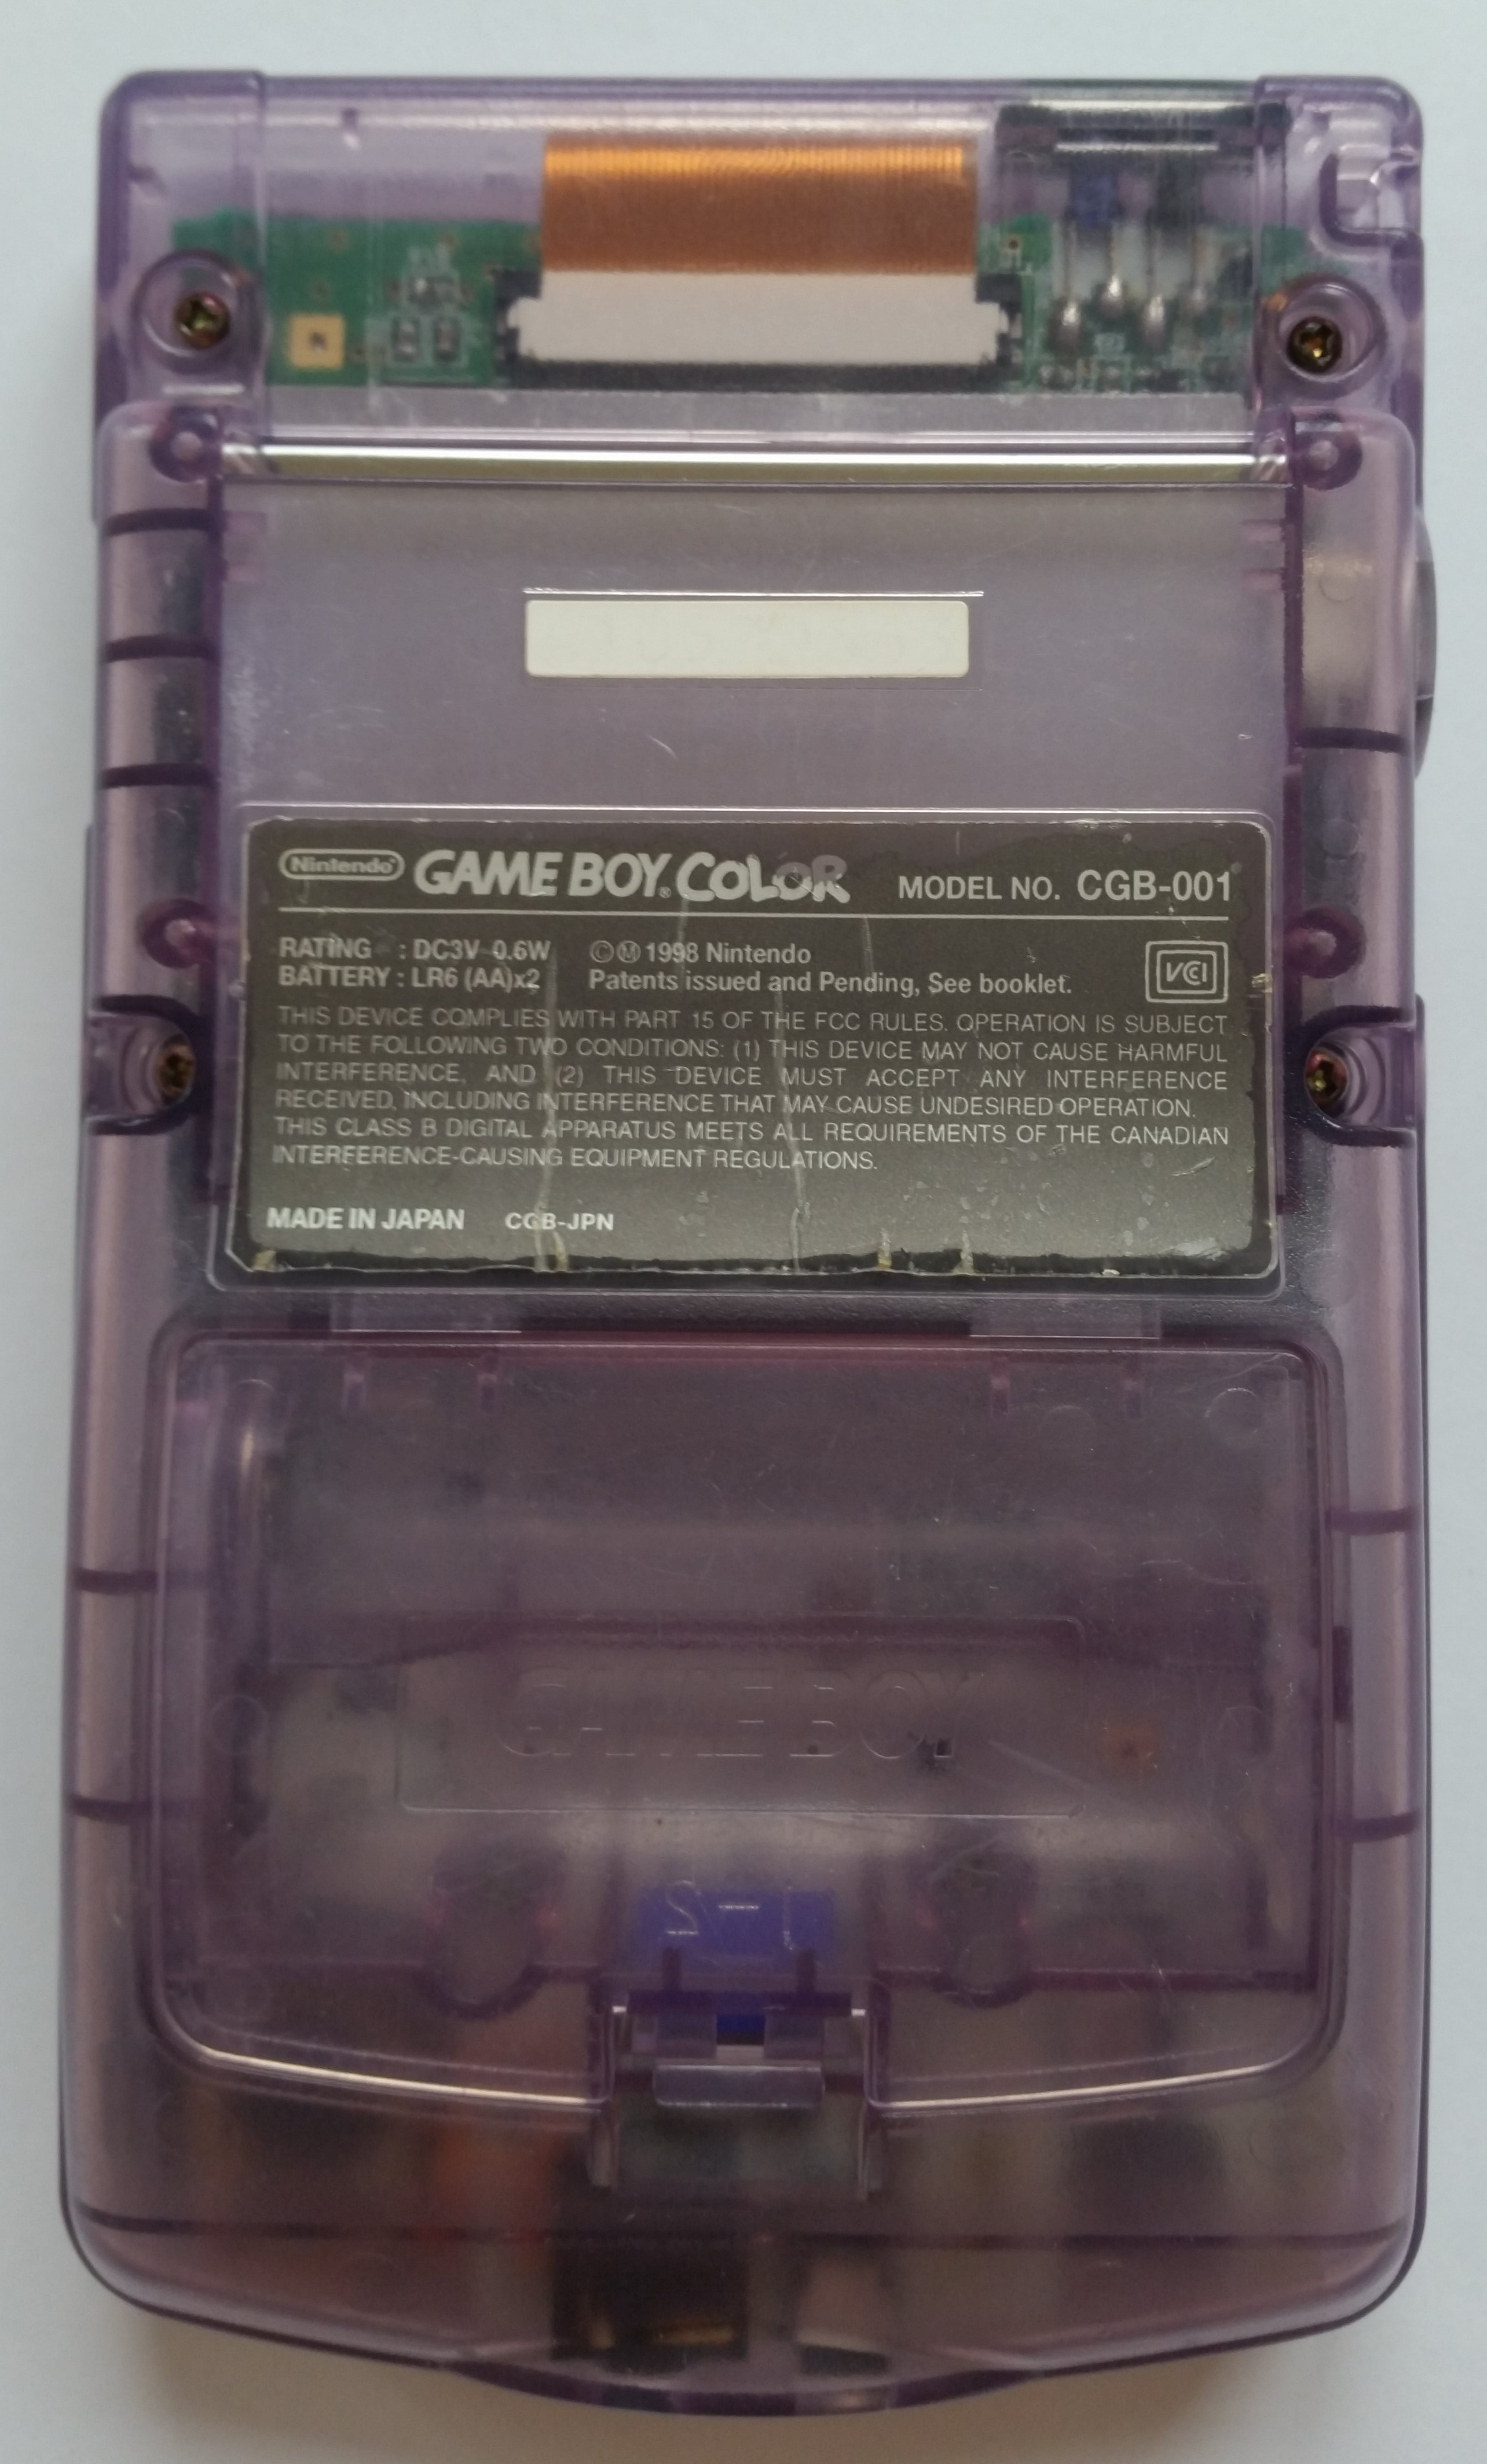 Nintendo® GAME BOY® COLOR MODEL NO. CGB-001
RATING : DC3V 0.6W ©Ⓜ 1998 Nintendo
BATTERY : LR6 (AA)x2 Patents issued and Pending, See booklet.
VCI
THIS DEVICE COMPLIES WITH PART 15 OF THE FCC RULES. OPERATION IS SUBJECT
TO THE FOLLOWING TWO CONDITIONS: (1) THIS DEVICE MAY NOT CAUSE HARMFUL
INTERFERENCE, AND (2) THIS DEVICE MUST ACCEPT ANY INTERFERENCE
RECEIVED, INCLUDING INTERFERENCE THAT MAY CAUSE UNDESIRED OPERATION.
THIS CLASS B DIGITAL APPARATUS MEETS ALL REQUIREMENTS OF THE CANADIAN
INTERFERENCE-CAUSING EQUIPMENT REGULATIONS.
MADE IN JAPAN CGB-JPN
GAME BOY